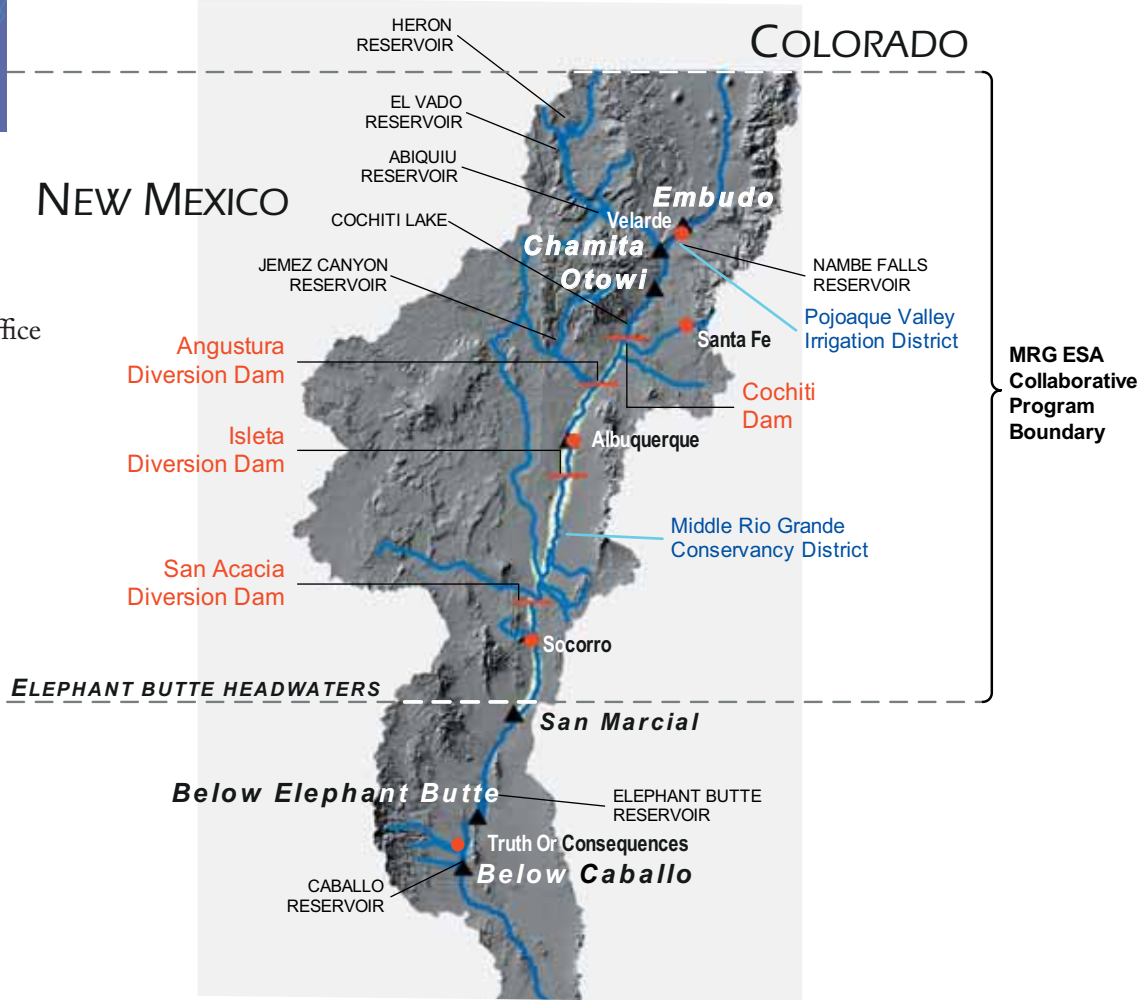 HERON
RESERVOIR
COLORADO
EL VADO
RESERVOIR
ABIQUIU
RESERVOIR
NEW MEXICO
Embudo
COCHITI LAKE
Velarde
Chamita
Otowi
JEMEZ CANYON
RESERVOIR
NAMBE FALLS
RESERVOIR
Pojoaque Valley
Irrigation District
ffice
Santa Fe
Angustura
Diversion Dam
MRG ESA
Collaborative
Program
Boundary
Cochiti
Dam
Isleta
Diversion Dam
Albuquerque
Middle Rio Grande
Conservancy District
San Acacia
Diversion Dam
Socorro
ELEPHANT BUTTE HEADWATERS
San Marcial
Below Elephant Butte
ELEPHANT BUTTE
RESERVOIR
Truth Or Consequences
Below Caballo
CABALLO
RESERVOIR